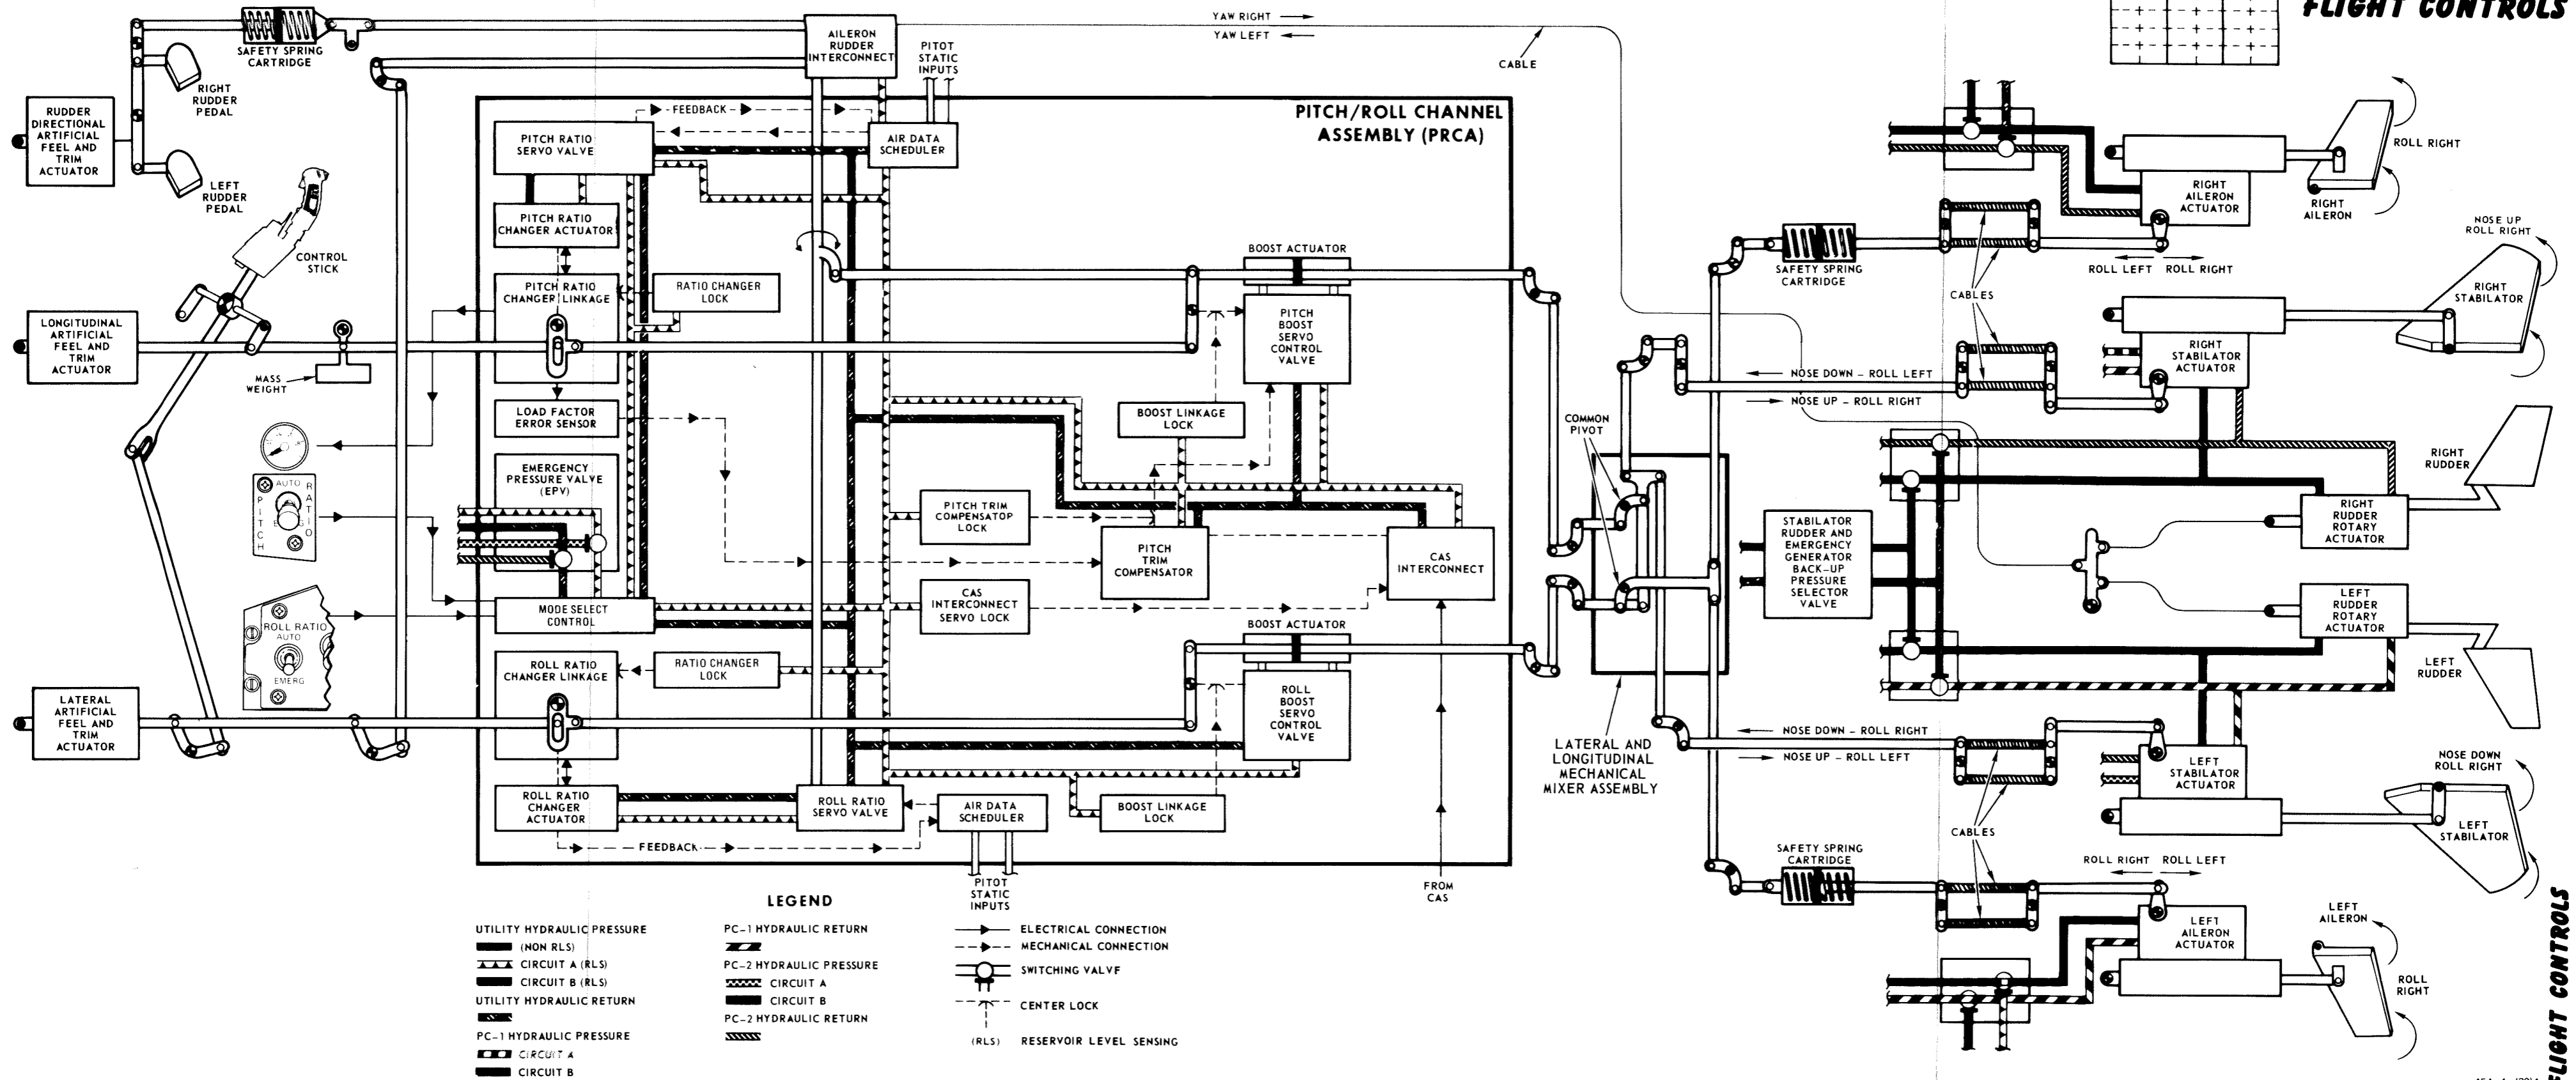 FLIGHT CONTROLS
YAW RIGHT
YAW LEFT
CABLE
SAFETY SPRING
CARTRIDGE
AILERON
RUDDER
INTERCONNECT
PITOT
STATIC
INPUTS
RIGHT
RUDDER
PEDAL
RUDDER
DIRECTIONAL
ARTIFICIAL
FEEL AND
TRIM
ACTUATOR
LEFT
RUDDER
PEDAL
CONTROL
STICK
LONGITUDINAL
ARTIFICIAL
FEEL AND
TRIM
ACTUATOR
MASS
WEIGHT
AUTO
PITCH
RATIO
ROLL RATIO
AUTO
EMERG
LATERAL
ARTIFICIAL
FEEL AND
TRIM
ACTUATOR
PITCH/ROLL CHANNEL
ASSEMBLY (PRCA)
FEEDBACK
PITCH RATIO
SERVO VALVE
AIR DATA
SCHEDULER
PITCH RATIO
CHANGER ACTUATOR
PITCH RATIO
CHANGER LINKAGE
RATIO CHANGER
LOCK
BOOST ACTUATOR
PITCH
BOOST
SERVO
CONTROL
VALVE
LOAD FACTOR
ERROR SENSOR
BOOST LINKAGE
LOCK
EMERGENCY
PRESSURE VALVE
(EPV)
PITCH TRIM
COMPENSATOP
LOCK
PITCH
TRIM
COMPENSATOR
CAS
INTERCONNECT
CAS
INTERCONNECT
SERVO LOCK
MODE SELECT
CONTROL
BOOST ACTUATOR
ROLL RATIO
CHANGER LINKAGE
RATIO CHANGER
LOCK
ROLL
BOOST
SERVO
CONTROL
VALVE
ROLL RATIO
CHANGER
ACTUATOR
ROLL RATIO
SERVO VALVE
AIR DATA
SCHEDULER
BOOST LINKAGE
LOCK
FEEDBACK
PITOT
STATIC
INPUTS
FROM
CAS
COMMON
PIVOT
LATERAL AND
LONGITUDINAL
MECHANICAL
MIXER ASSEMBLY
SAFETY SPRING
CARTRIDGE
CABLES
RIGHT
AILERON
ACTUATOR
ROLL RIGHT
RIGHT
AILERON
ROLL LEFT ROLL RIGHT
NOSE UP
ROLL RIGHT
RIGHT
STABILATOR
RIGHT
STABILATOR
ACTUATOR
NOSE DOWN – ROLL LEFT
NOSE UP – ROLL RIGHT
STABILATOR
RUDDER AND
EMERGENCY
GENERATOR
BACK-UP
PRESSURE
SELECTOR
VALVE
RIGHT
RUDDER
RIGHT
RUDDER
ROTARY
ACTUATOR
LEFT
RUDDER
ROTARY
ACTUATOR
LEFT
RUDDER
NOSE DOWN – ROLL RIGHT
NOSE UP – ROLL LEFT
LEFT
STABILATOR
ACTUATOR
NOSE DOWN
ROLL RIGHT
LEFT
STABILATOR
CABLES
SAFETY SPRING
CARTRIDGE
ROLL RIGHT ROLL LEFT
LEFT
AILERON
ACTUATOR
LEFT
AILERON
ROLL
RIGHT
FLIGHT CONTROLS
LEGEND
UTILITY HYDRAULIC PRESSURE
(NON RLS)
CIRCUIT A (RLS)
CIRCUIT B (RLS)
UTILITY HYDRAULIC RETURN
PC-1 HYDRAULIC PRESSURE
CIRCUIT A
CIRCUIT B
PC-1 HYDRAULIC RETURN
PC-2 HYDRAULIC PRESSURE
CIRCUIT A
CIRCUIT B
PC-2 HYDRAULIC RETURN
ELECTRICAL CONNECTION
MECHANICAL CONNECTION
SWITCHING VALVF
CENTER LOCK
(RLS) RESERVOIR LEVEL SENSING